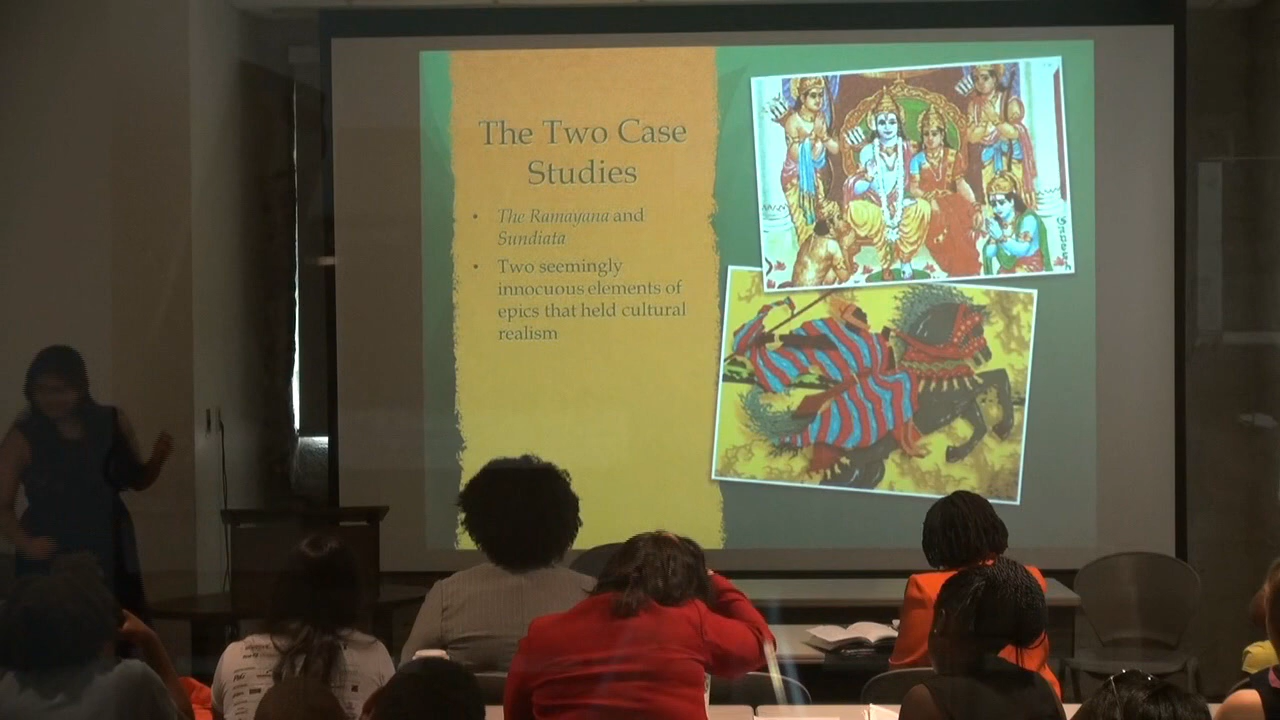 The Two Case
Studies
• The Ramayana and
Sundiata
• Two seemingly
innocuous elements of
epics that held cultural
realism